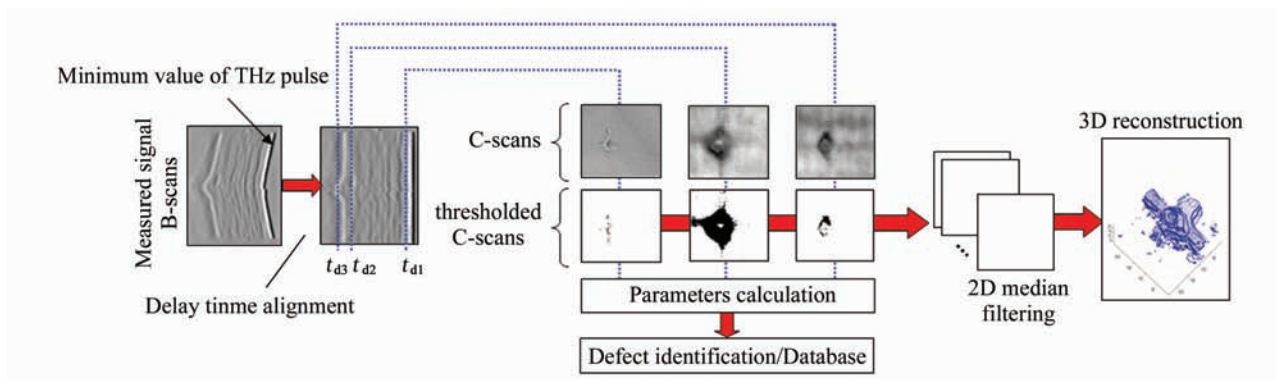 Minimum value of THz pulse
Measured signal
B-scans
t_d3 t_d2 t_d1
Delay tinme alignment
C-scans
thresholded
C-scans
Parameters calculation
Defect identification/Database
2D median
filtering
3D reconstruction